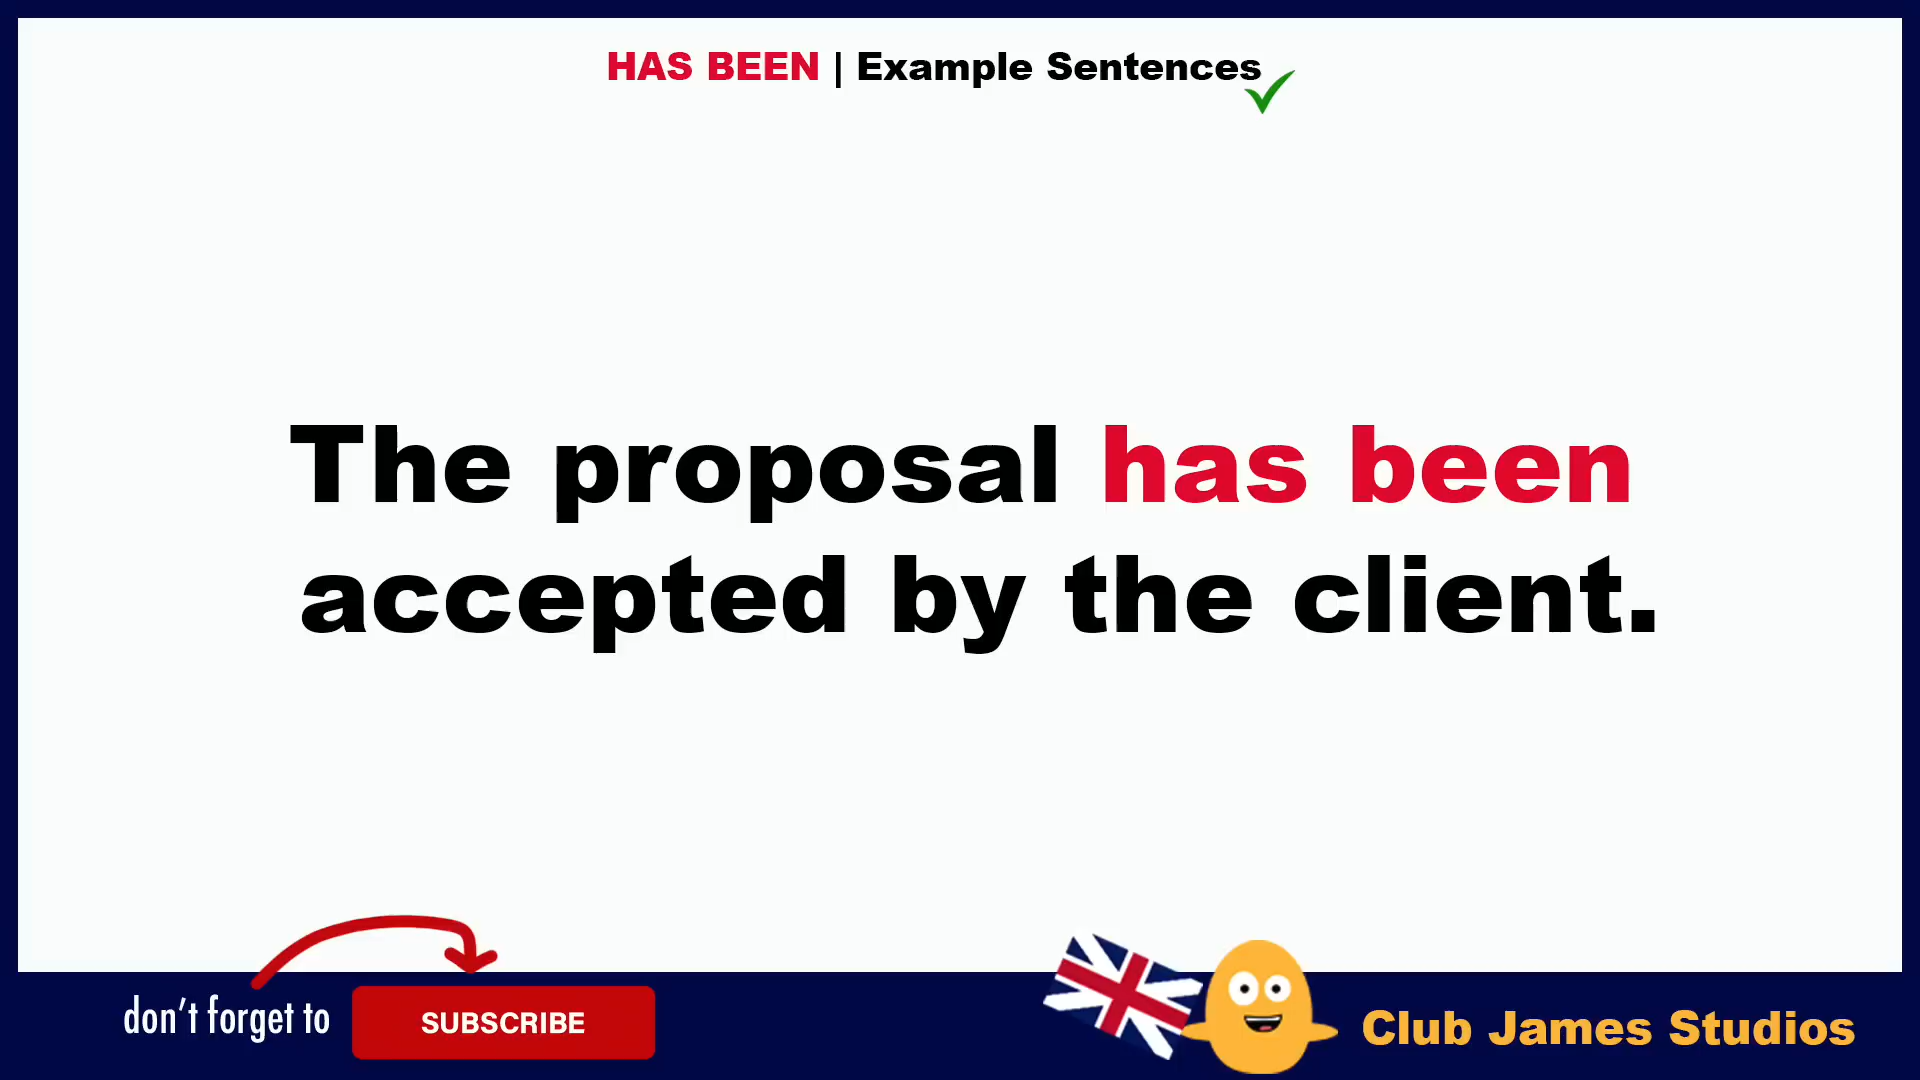 HAS BEEN | Example Sentences
The proposal has been
accepted by the client.
don't forget to
SUBSCRIBE
Club James Studios